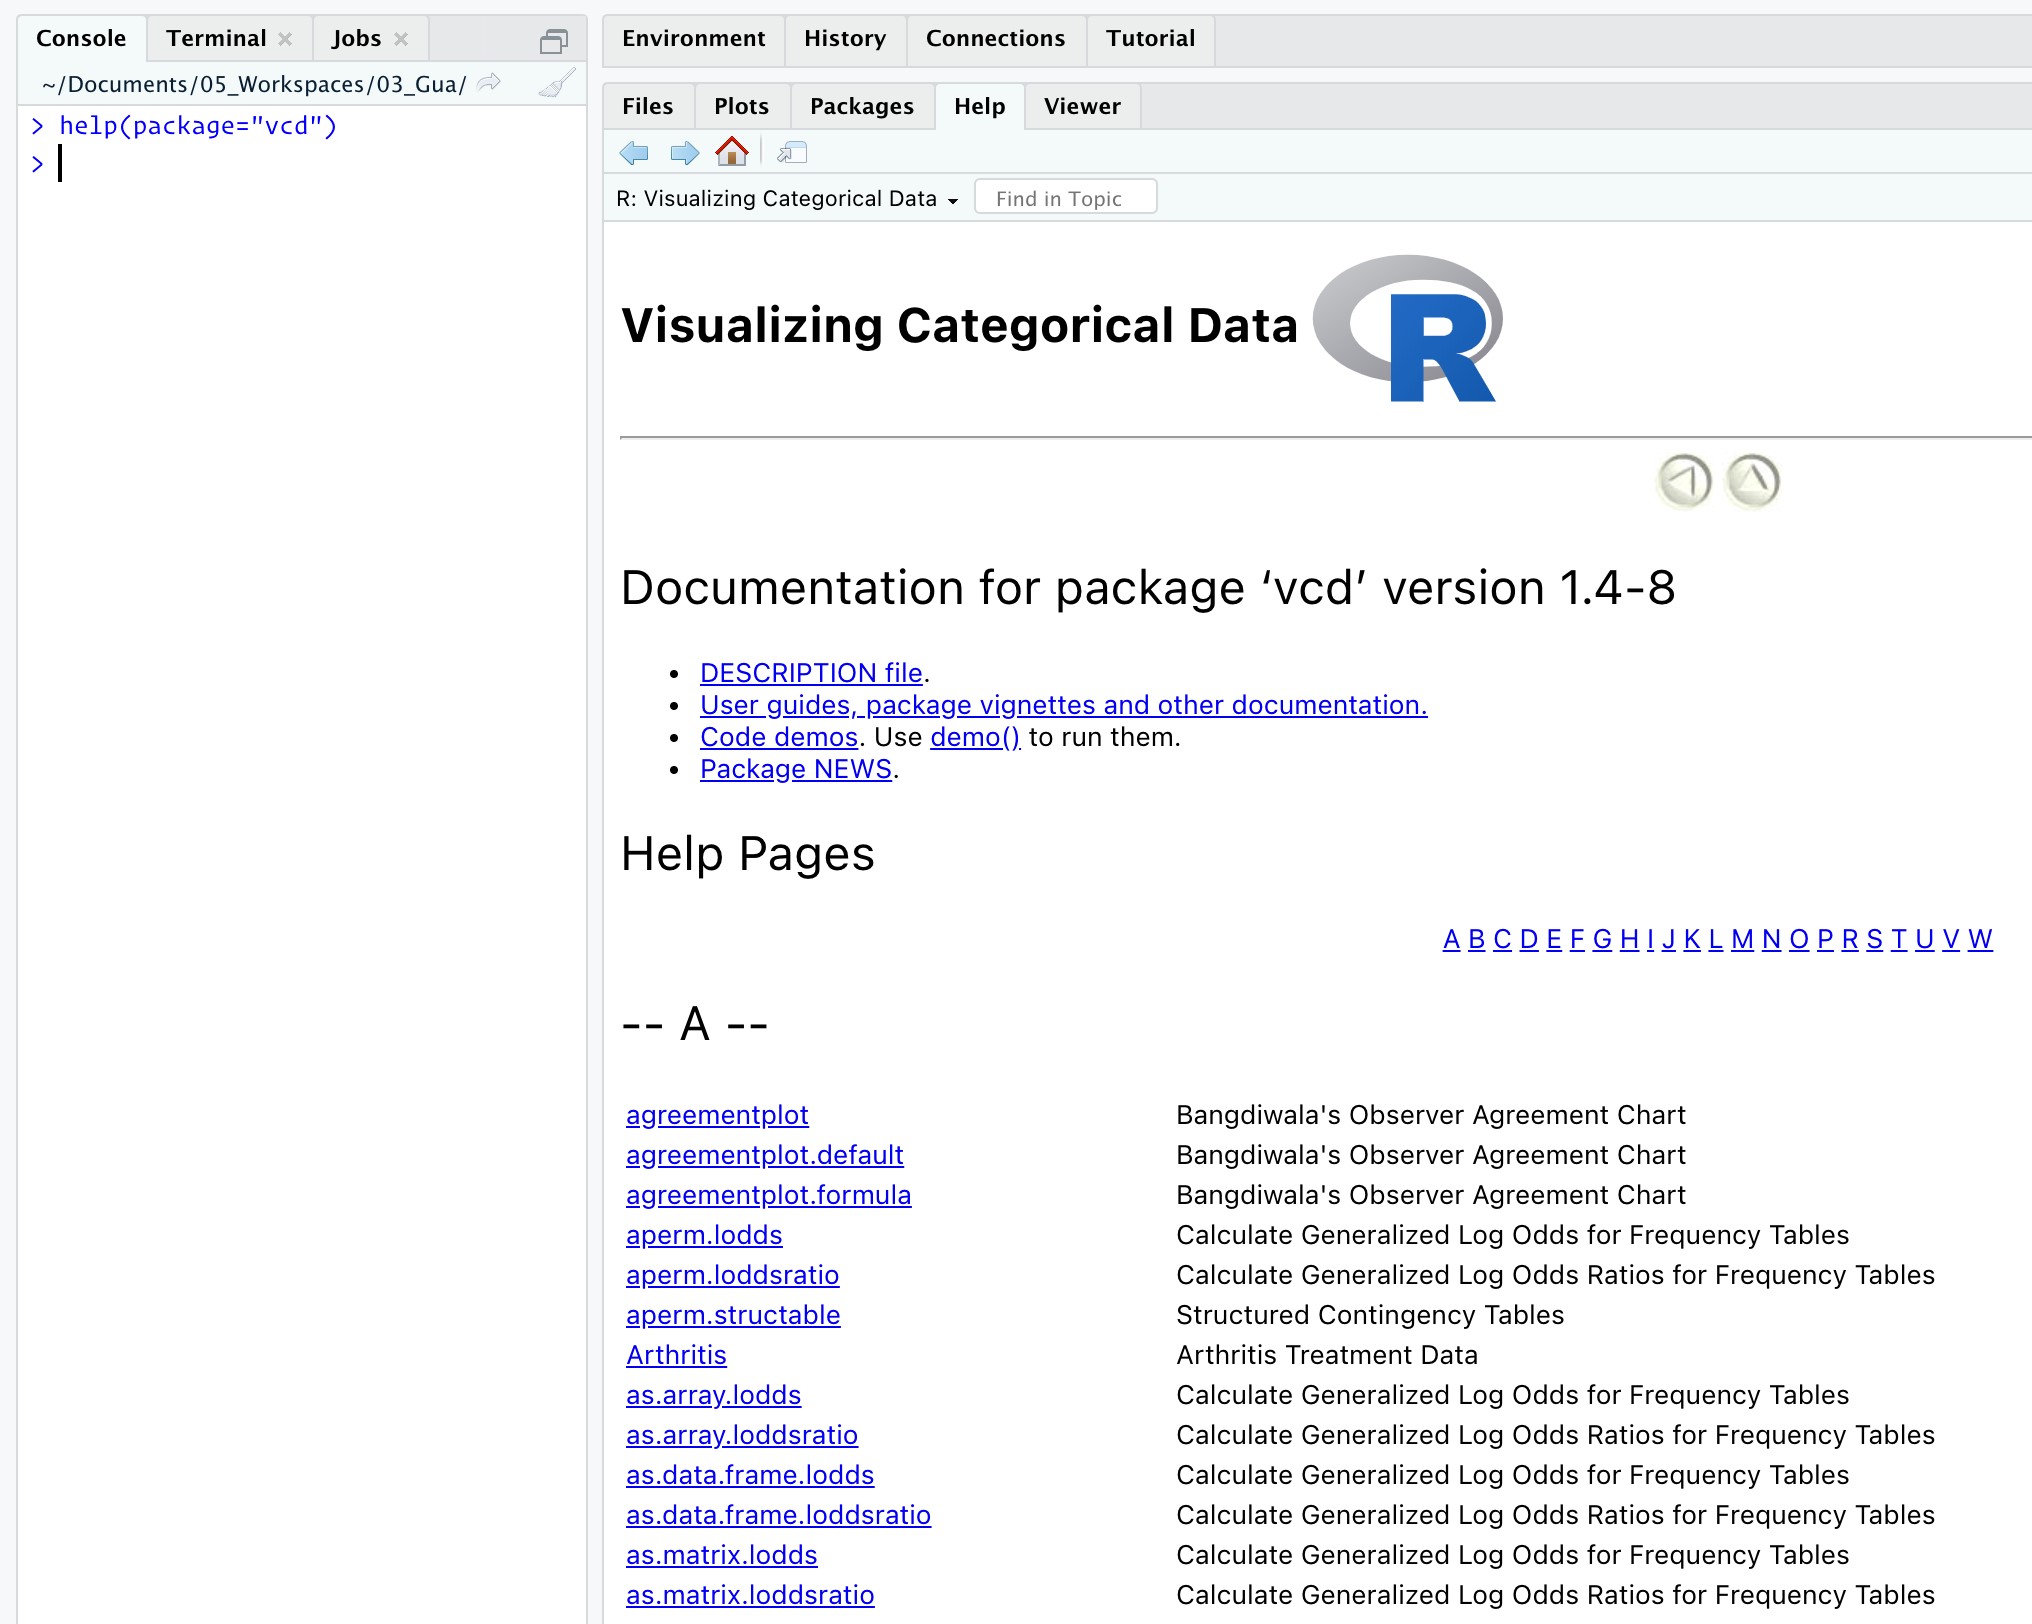 Console Terminal Jobs
~/Documents/05_Workspaces/03_Gua/
> help(package="vcd")
>
Environment History Connections Tutorial
Files Plots Packages Help Viewer
R: Visualizing Categorical Data Find in Topic
Visualizing Categorical Data R
Documentation for package ‘vcd’ version 1.4-8
• DESCRIPTION file.
• User guides, package vignettes and other documentation.
• Code demos. Use demo() to run them.
• Package NEWS.
Help Pages
A B C D E F G H I J K L M N O P R S T U V W
-- A --
agreementplot Bangdiwala's Observer Agreement Chart
agreementplot.default Bangdiwala's Observer Agreement Chart
agreementplot.formula Bangdiwala's Observer Agreement Chart
aperm.lodds Calculate Generalized Log Odds for Frequency Tables
aperm.loddsratio Calculate Generalized Log Odds Ratios for Frequency Tables
aperm.structable Structured Contingency Tables
Arthritis Arthritis Treatment Data
as.array.lodds Calculate Generalized Log Odds for Frequency Tables
as.array.loddsratio Calculate Generalized Log Odds Ratios for Frequency Tables
as.data.frame.lodds Calculate Generalized Log Odds for Frequency Tables
as.data.frame.loddsratio Calculate Generalized Log Odds Ratios for Frequency Tables
as.matrix.lodds Calculate Generalized Log Odds for Frequency Tables
as.matrix.loddsratio Calculate Generalized Log Odds Ratios for Frequency Tables